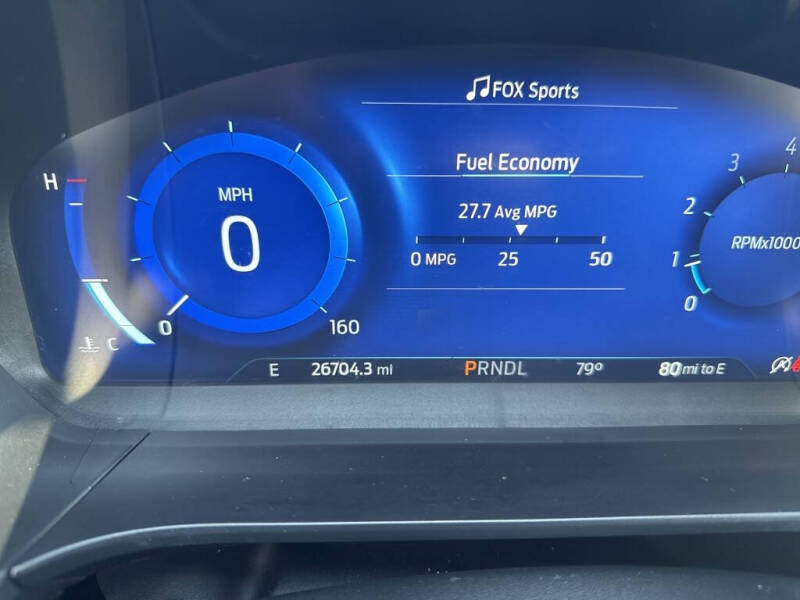 FOX Sports
Fuel Economy
27.7 Avg MPG
0 MPG 25 50
H
C
MPH
0
0
160
RPMx1000
0
1
2
3
4
E 26704.3 mi PRNDL 79° 80 mi to E